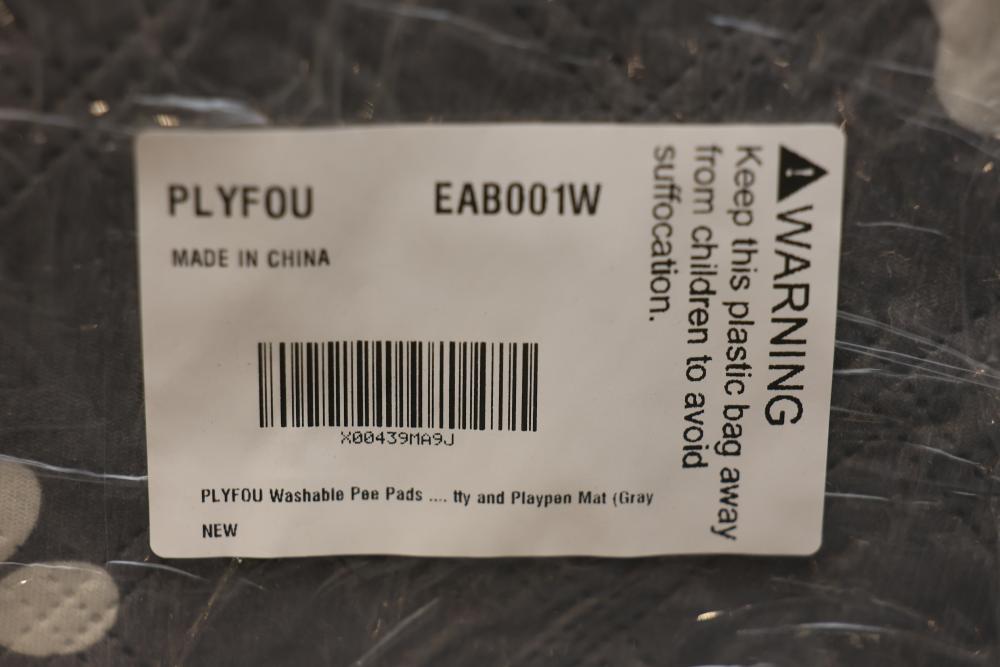 PLYFOU EAB001W
MADE IN CHINA
X00439MA9J
PLYFOU Washable Pee Pads .... tty and Playpen Mat (Gray
NEW
WARNING
Keep this plastic bag away
from children to avoid
suffocation.